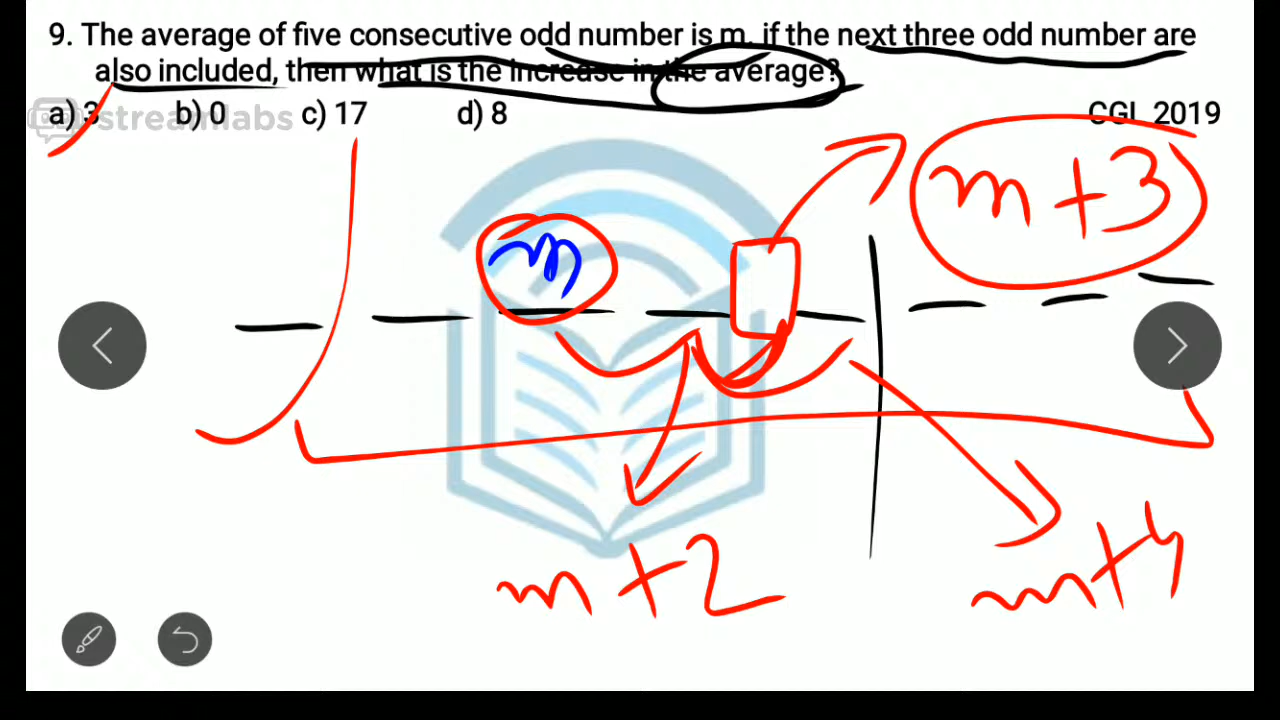 9. The average of five consecutive odd number is m. if the next three odd number are
also included, then what is the increase in the average?
a) 3 b) 0 c) 17 d) 8 CGL 2019
streamlabs
m + 3
m
m + 2
m + 4